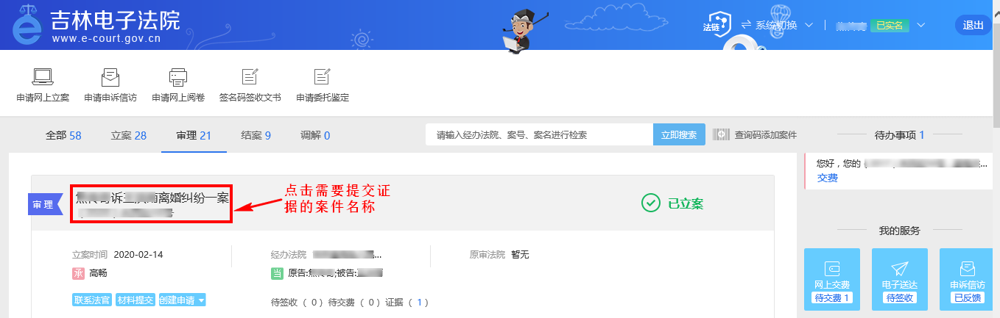 吉林电子法院
www.e-court.gov.cn
法链
系统切换
已实名
退出
申请网上立案
申请申诉信访
申请网上阅卷
签名码签收文书
申请委托鉴定
全部 58
立案 28
审理 21
结案 9
调解 0
请输入经办法院、案号、案名进行检索
立即搜索
查询码添加案件
待办事项 1
您好，您的
交费
审理
诉 离婚纠纷一案
点击需要提交证
据的案件名称
已立案
我的服务
立案时间 2020-02-14
经办法院
原审法院 暂无
承 高畅
当 原告: ;被告:
联系法官 材料提交 创建申请
待签收 ( 0 ) 待交费 ( 0 ) 证据 ( 1 )
网上交费
待交费 1
电子送达
待签收
申诉信访
已反馈